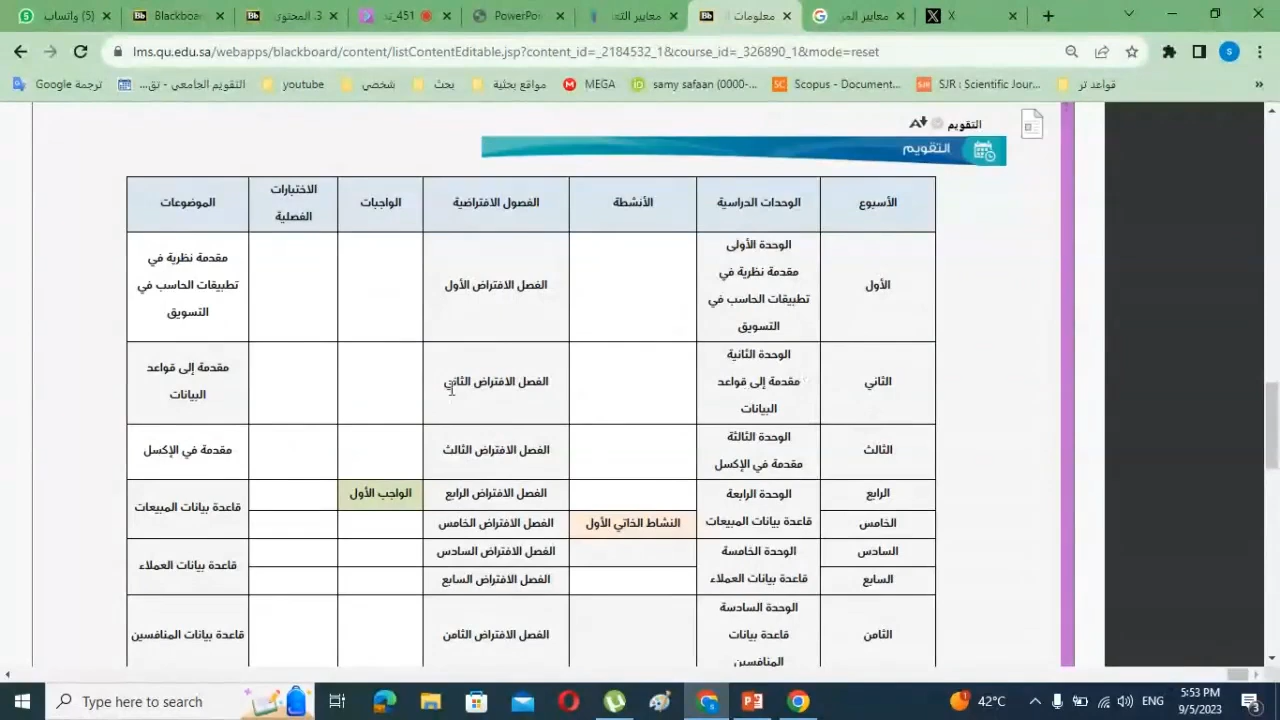 (5) واتساب
Blackboard
3. المحتوى
451_تد
PowerPoi
معايير التع
معلومات ا
معايير المر
X
lms.qu.edu.sa/webapps/blackboard/content/listContentEditable.jsp?content_id=_2184532_1&course_id=_326890_1&mode=reset
ترجمة Google
التقويم الجامعي - تق...
youtube
شخصي
بحث
مواقع بحثية
MEGA
samy safaan (0000-...
Scopus - Document...
SJR : Scientific Jour...
قواعد تر
التقويم
التقويم
الأسبوع
الوحدات الدراسية
الأنشطة
الفصول الافتراضية
الواجبات
الاختبارات
الفصلية
الموضوعات
الأول
الوحدة الأولى
مقدمة نظرية في
تطبيقات الحاسب في
التسويق
الفصل الافتراض الأول
مقدمة نظرية في
تطبيقات الحاسب في
التسويق
الثاني
الوحدة الثانية
مقدمة إلى قواعد
البيانات
الفصل الافتراض الثاني
مقدمة إلى قواعد
البيانات
الثالث
الوحدة الثالثة
مقدمة في الإكسل
الفصل الافتراض الثالث
مقدمة في الإكسل
الرابع
الوحدة الرابعة
قاعدة بيانات المبيعات
الفصل الافتراض الرابع
الواجب الأول
قاعدة بيانات المبيعات
الخامس
النشاط الذاتي الأول
الفصل الافتراض الخامس
السادس
الوحدة الخامسة
قاعدة بيانات العملاء
الفصل الافتراض السادس
قاعدة بيانات العملاء
السابع
الفصل الافتراض السابع
الثامن
الوحدة السادسة
قاعدة بيانات
المنافسين
الفصل الافتراض الثامن
قاعدة بيانات المنافسين
Type here to search
42°C
ENG
5:53 PM
9/5/2023